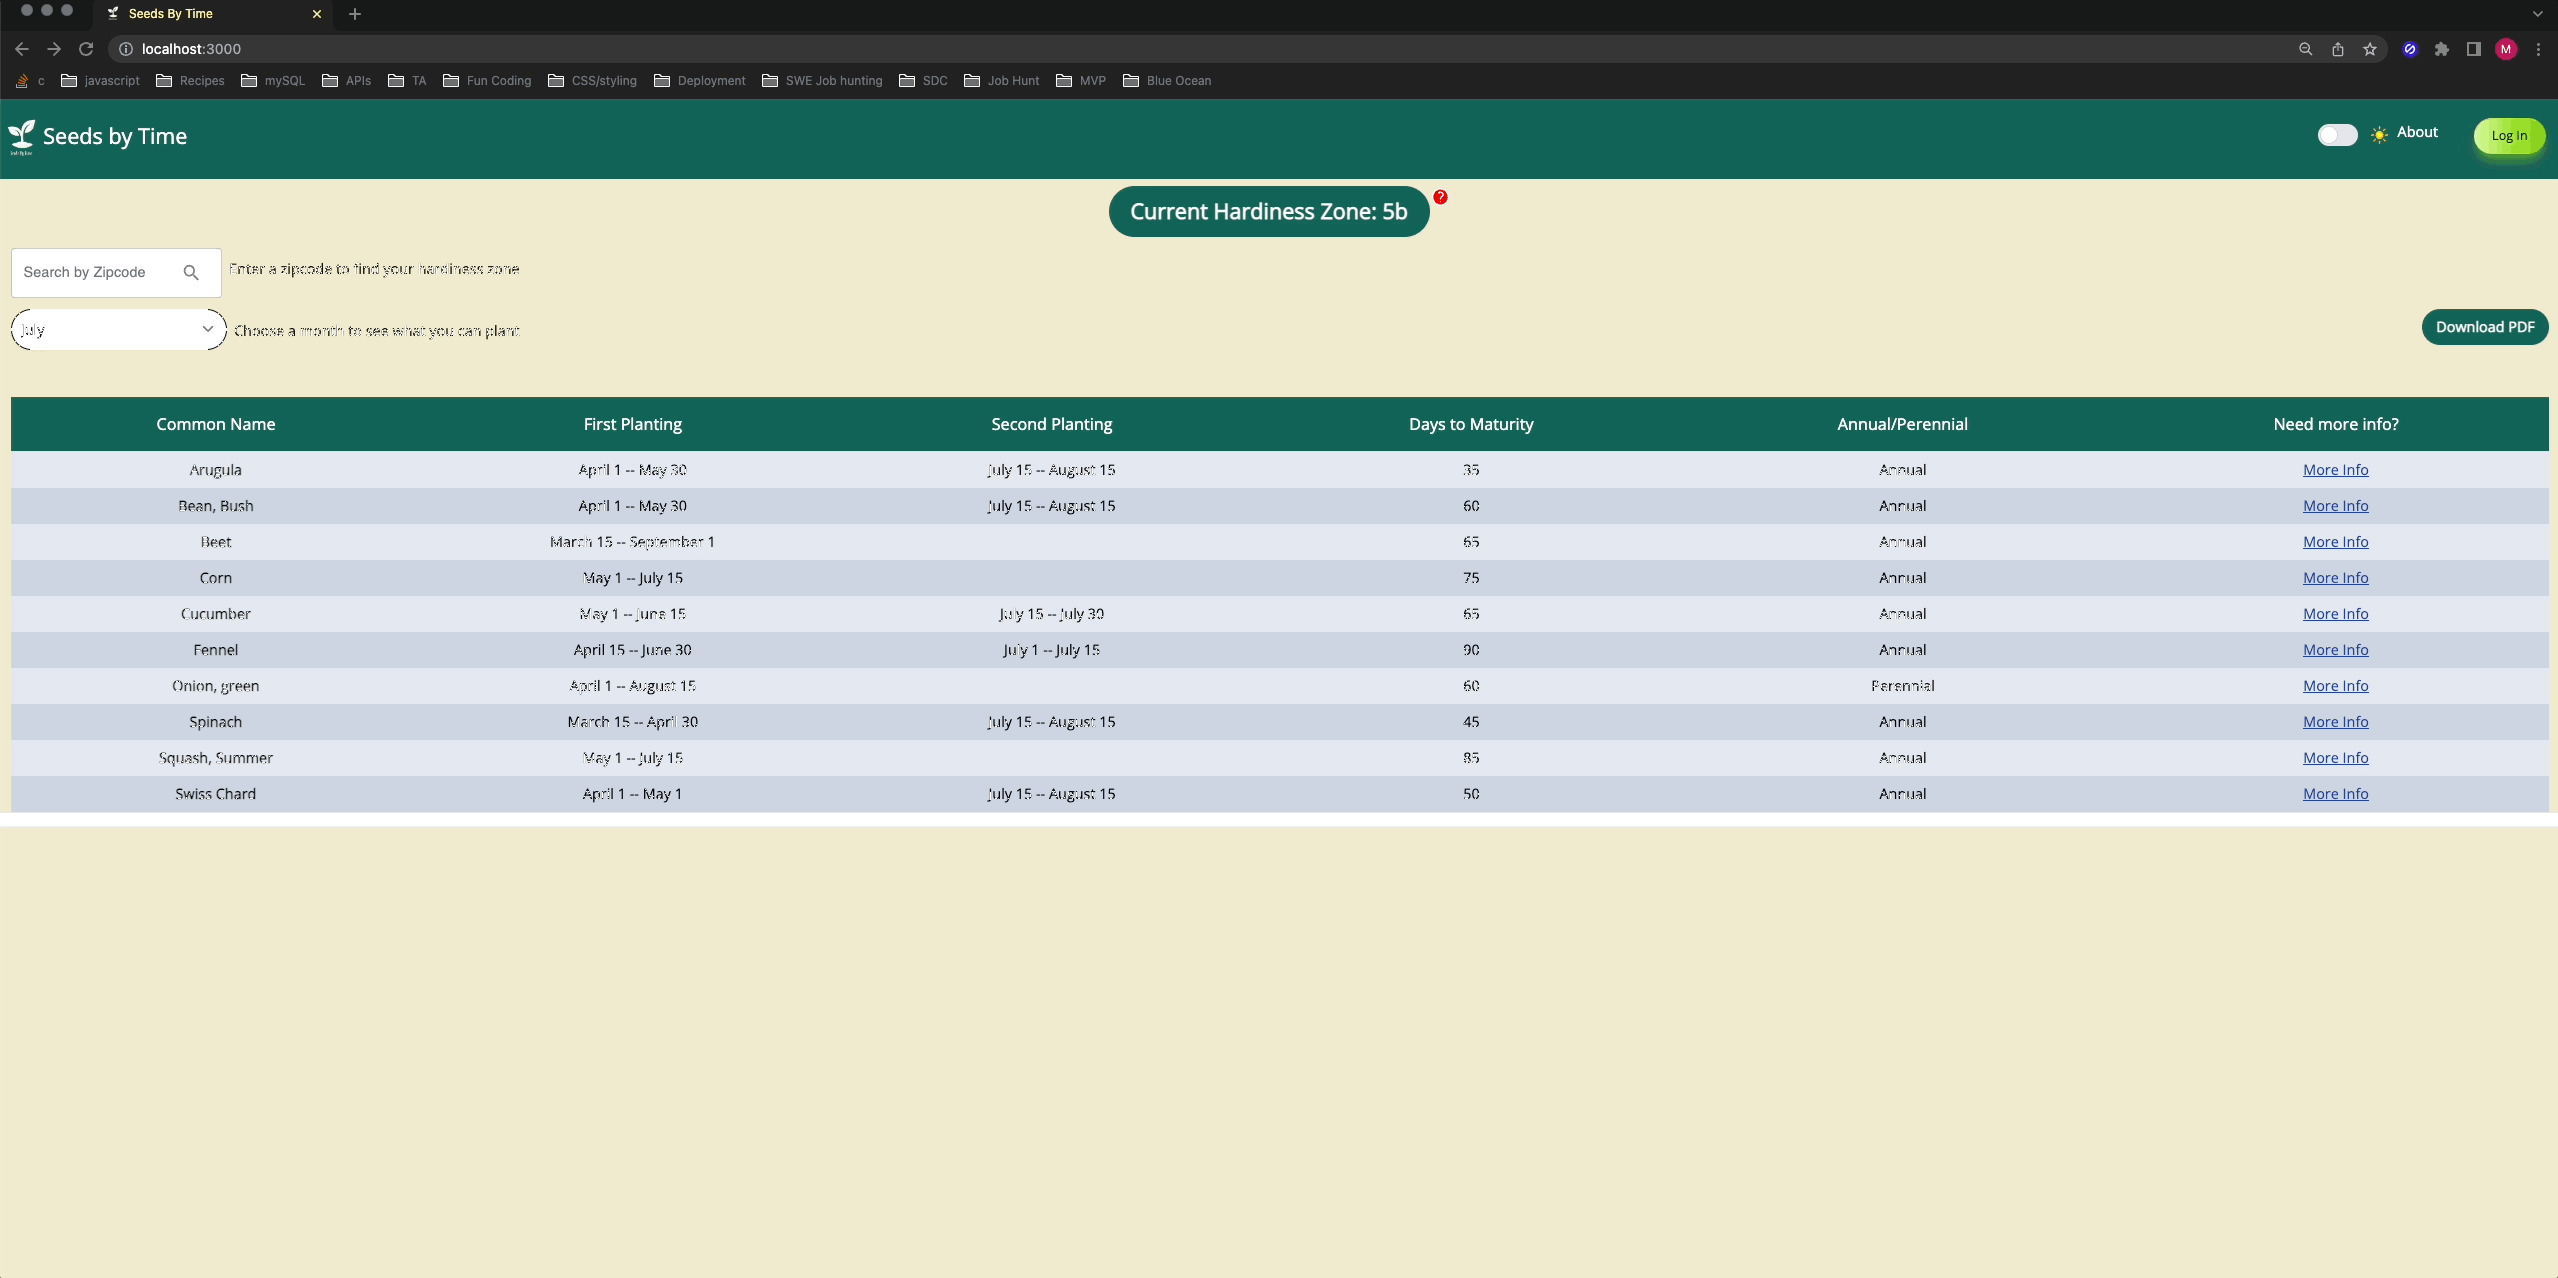 Seeds By Time
localhost:3000
c javascript Recipes mySQL APIs TA Fun Coding CSS/styling Deployment SWE Job hunting SDC Job Hunt MVP Blue Ocean
M
Seeds by Time About Log in
Current Hardiness Zone: 5b ?
Search by Zipcode Enter a zipcode to find your hardiness zone
July Choose a month to see what you can plant Download PDF
Common Name First Planting Second Planting Days to Maturity Annual/Perennial Need more info?
Arugula April 1 -- May 30 July 15 -- August 15 35 Annual More Info
Bean, Bush April 1 -- May 30 July 15 -- August 15 60 Annual More Info
Beet March 15 -- September 1 65 Annual More Info
Corn May 1 -- July 15 75 Annual More Info
Cucumber May 1 -- June 15 July 15 -- July 30 65 Annual More Info
Fennel April 15 -- June 30 July 1 -- July 15 90 Annual More Info
Onion, green April 1 -- August 15 60 Perennial More Info
Spinach March 15 -- April 30 July 15 -- August 15 45 Annual More Info
Squash, Summer May 1 -- July 15 85 Annual More Info
Swiss Chard April 1 -- May 1 July 15 -- August 15 50 Annual More Info